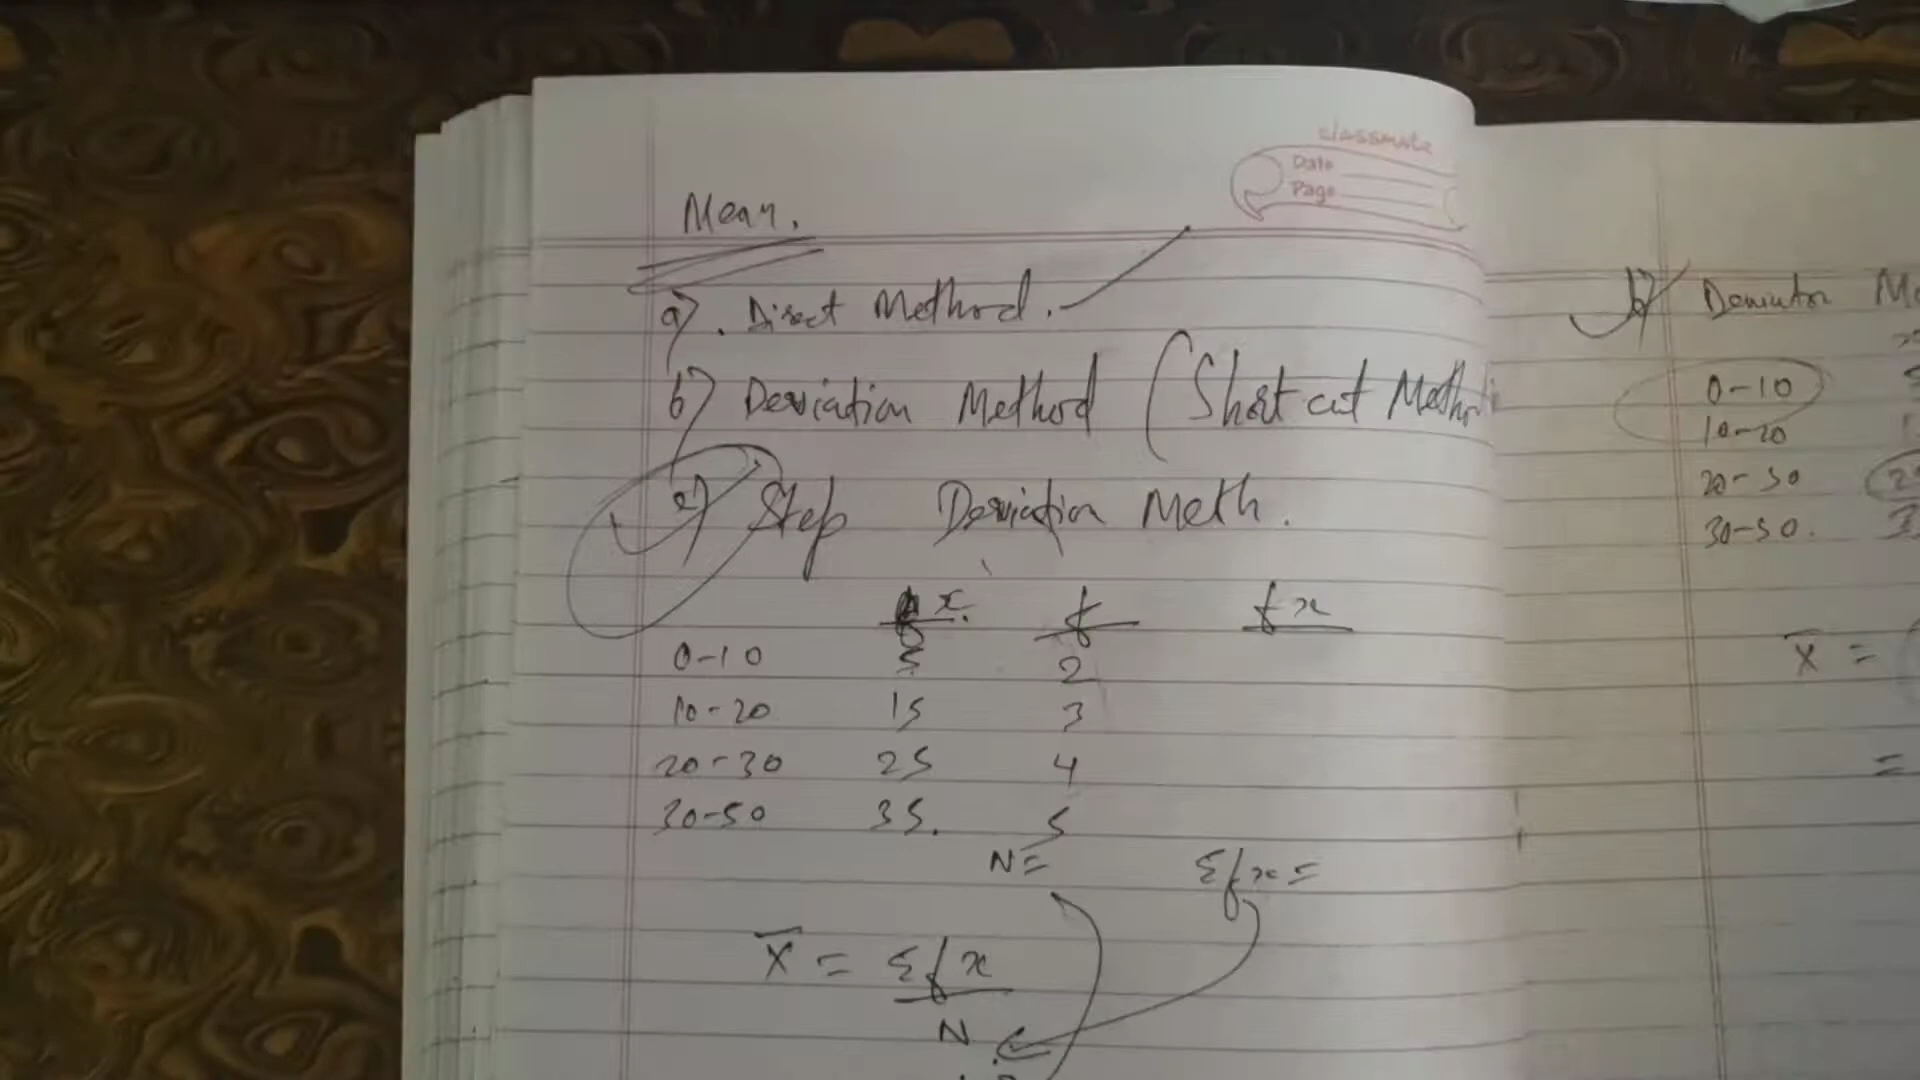 classmate
Date
Page
Mean.
a). Direct Method.
b) Deviation Method (Short cut Method
c) Step Deviation Meth.
x. f fx
0-10 5 2
10-20 15 3
20-30 25 4
30-50 35. 5
N= Σfx=
X̄ = Σfx
N
b) Deviation
0-10
10-20
20-30
30-50.
X̄ =
=